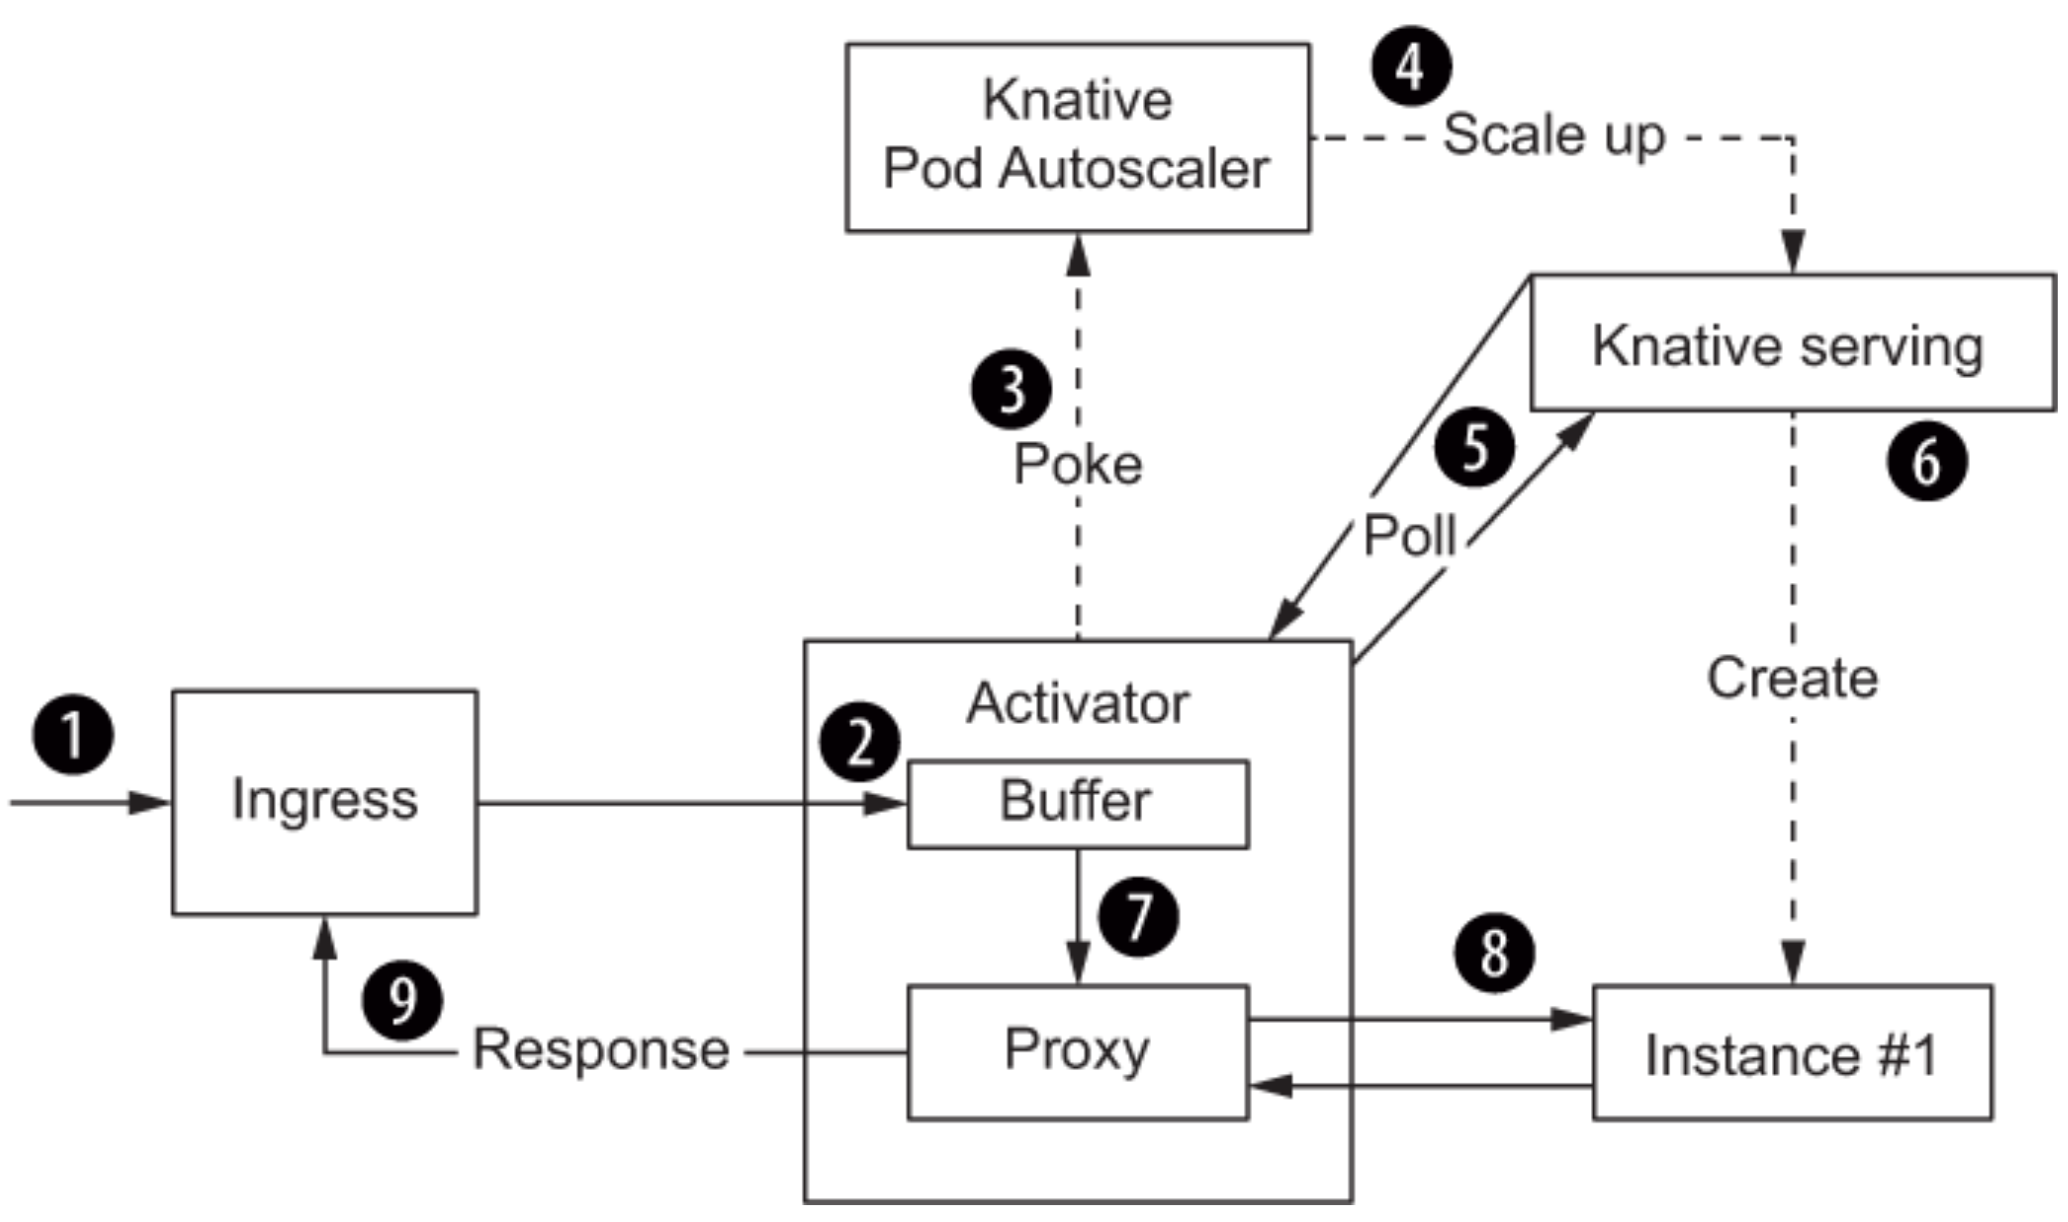 Knative
Pod Autoscaler
4
Scale up
Knative serving
3
Poke
5
Poll
6
Create
1
Ingress
2
Activator
Buffer
7
Proxy
8
Instance #1
9
Response